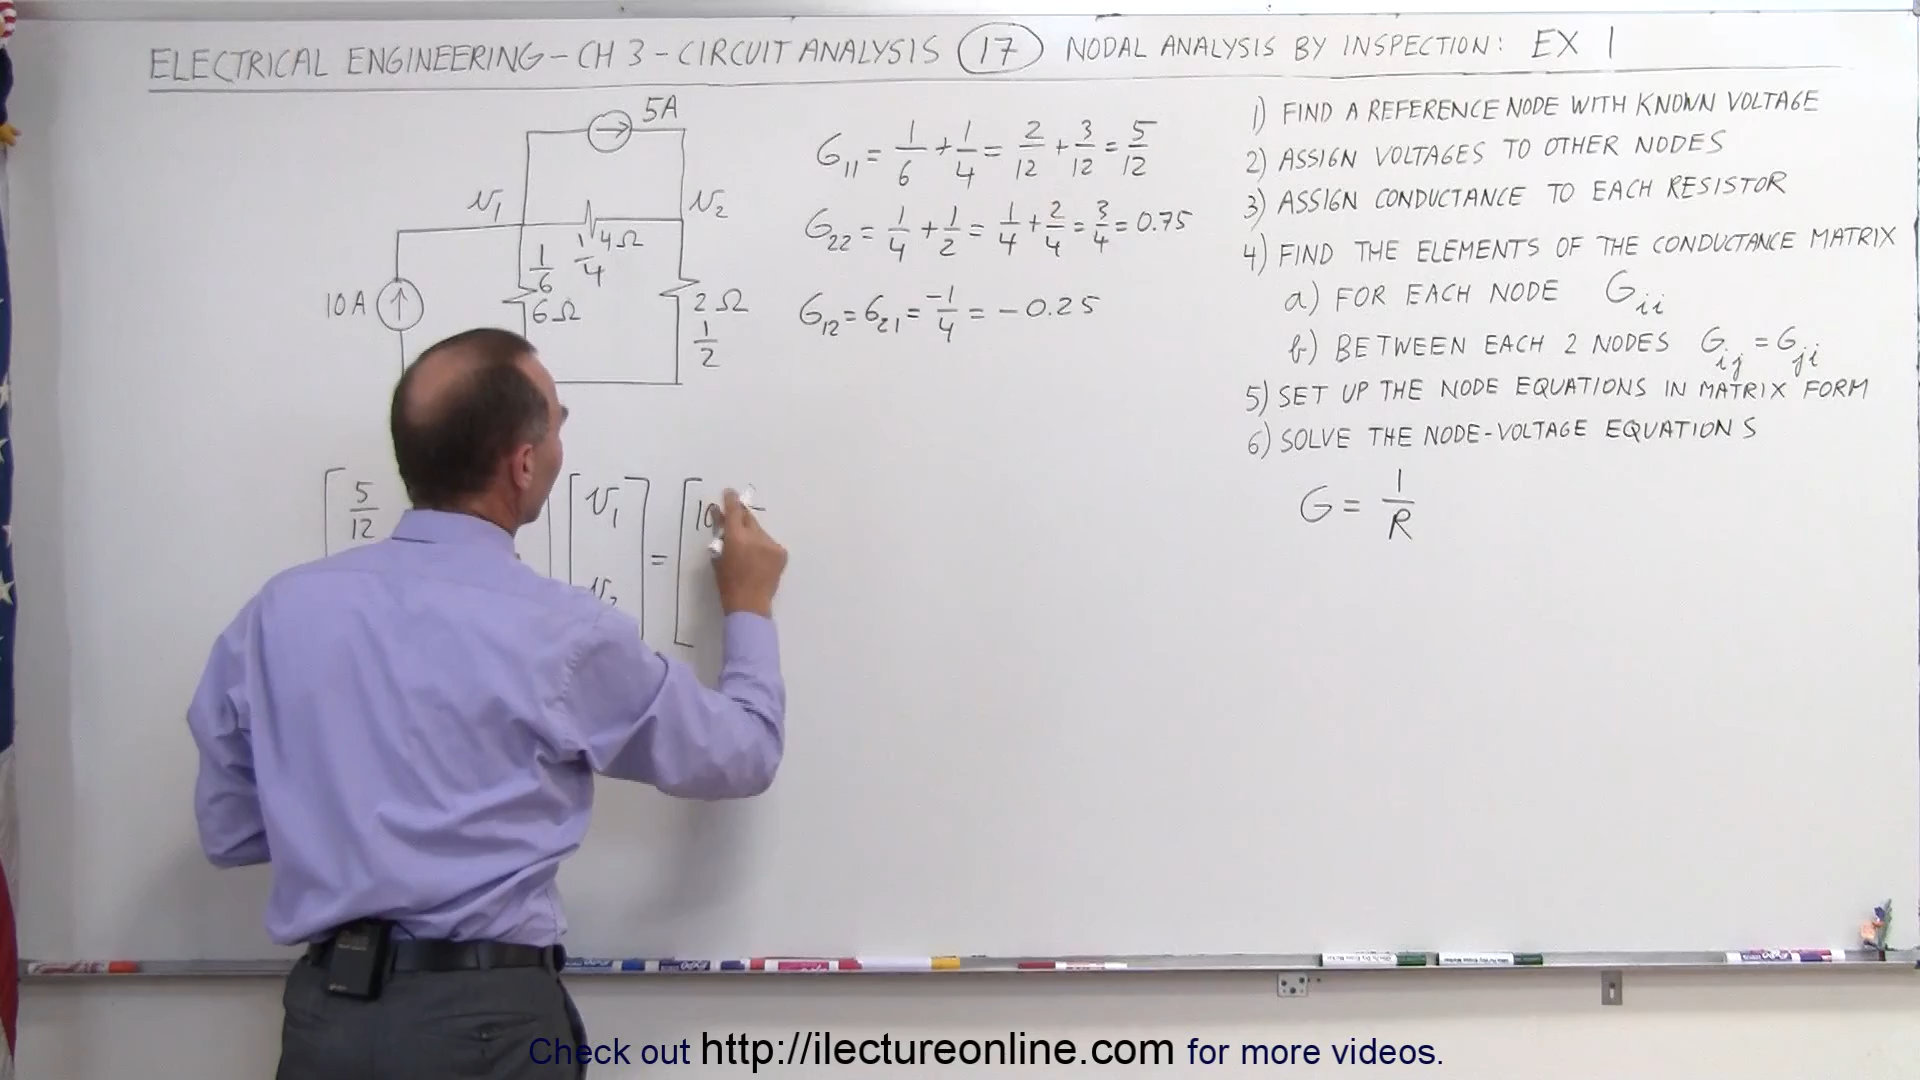 ELECTRICAL ENGINEERING - CH 3 - CIRCUIT ANALYSIS 17 NODAL ANALYSIS BY INSPECTION: EX 1
5A
V₁ V₂
1/6 1/4 4Ω
10A 6Ω 2Ω
1/2
G₁₁ = 1/6 + 1/4 = 2/12 + 3/12 = 5/12
G₂₂ = 1/4 + 1/2 = 1/4 + 2/4 = 3/4 = 0.75
G₁₂ = G₂₁ = -1/4 = -0.25
1) FIND A REFERENCE NODE WITH KNOWN VOLTAGE
2) ASSIGN VOLTAGES TO OTHER NODES
3) ASSIGN CONDUCTANCE TO EACH RESISTOR
4) FIND THE ELEMENTS OF THE CONDUCTANCE MATRIX
a) FOR EACH NODE Gᵢᵢ
b) BETWEEN EACH 2 NODES Gᵢⱼ = Gⱼᵢ
5) SET UP THE NODE EQUATIONS IN MATRIX FORM
6) SOLVE THE NODE-VOLTAGE EQUATIONS
G = 1/R
[ 5/12 [ V₁ ] = [ 10
V₂
Check out http://ilectureonline.com for more videos.